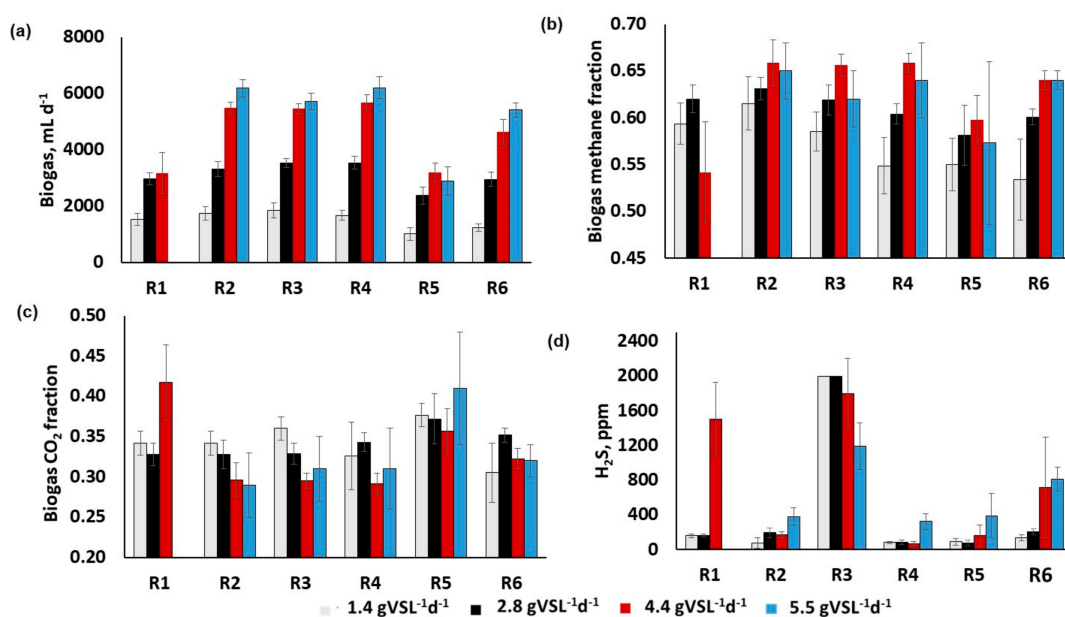 (a)
8000
6000
4000
2000
0
Biogas, mL d⁻¹
R1 R2 R3 R4 R5 R6
(b)
0.70
0.65
0.60
0.55
0.50
0.45
Biogas methane fraction
R1 R2 R3 R4 R5 R6
(c)
0.50
0.45
0.40
0.35
0.30
0.25
0.20
Biogas CO₂ fraction
R1 R2 R3 R4 R5 R6
(d)
2400
2000
1600
1200
800
400
0
H₂S, ppm
R1 R2 R3 R4 R5 R6
1.4 gVSL⁻¹d⁻¹ 2.8 gVSL⁻¹d⁻¹ 4.4 gVSL⁻¹d⁻¹ 5.5 gVSL⁻¹d⁻¹